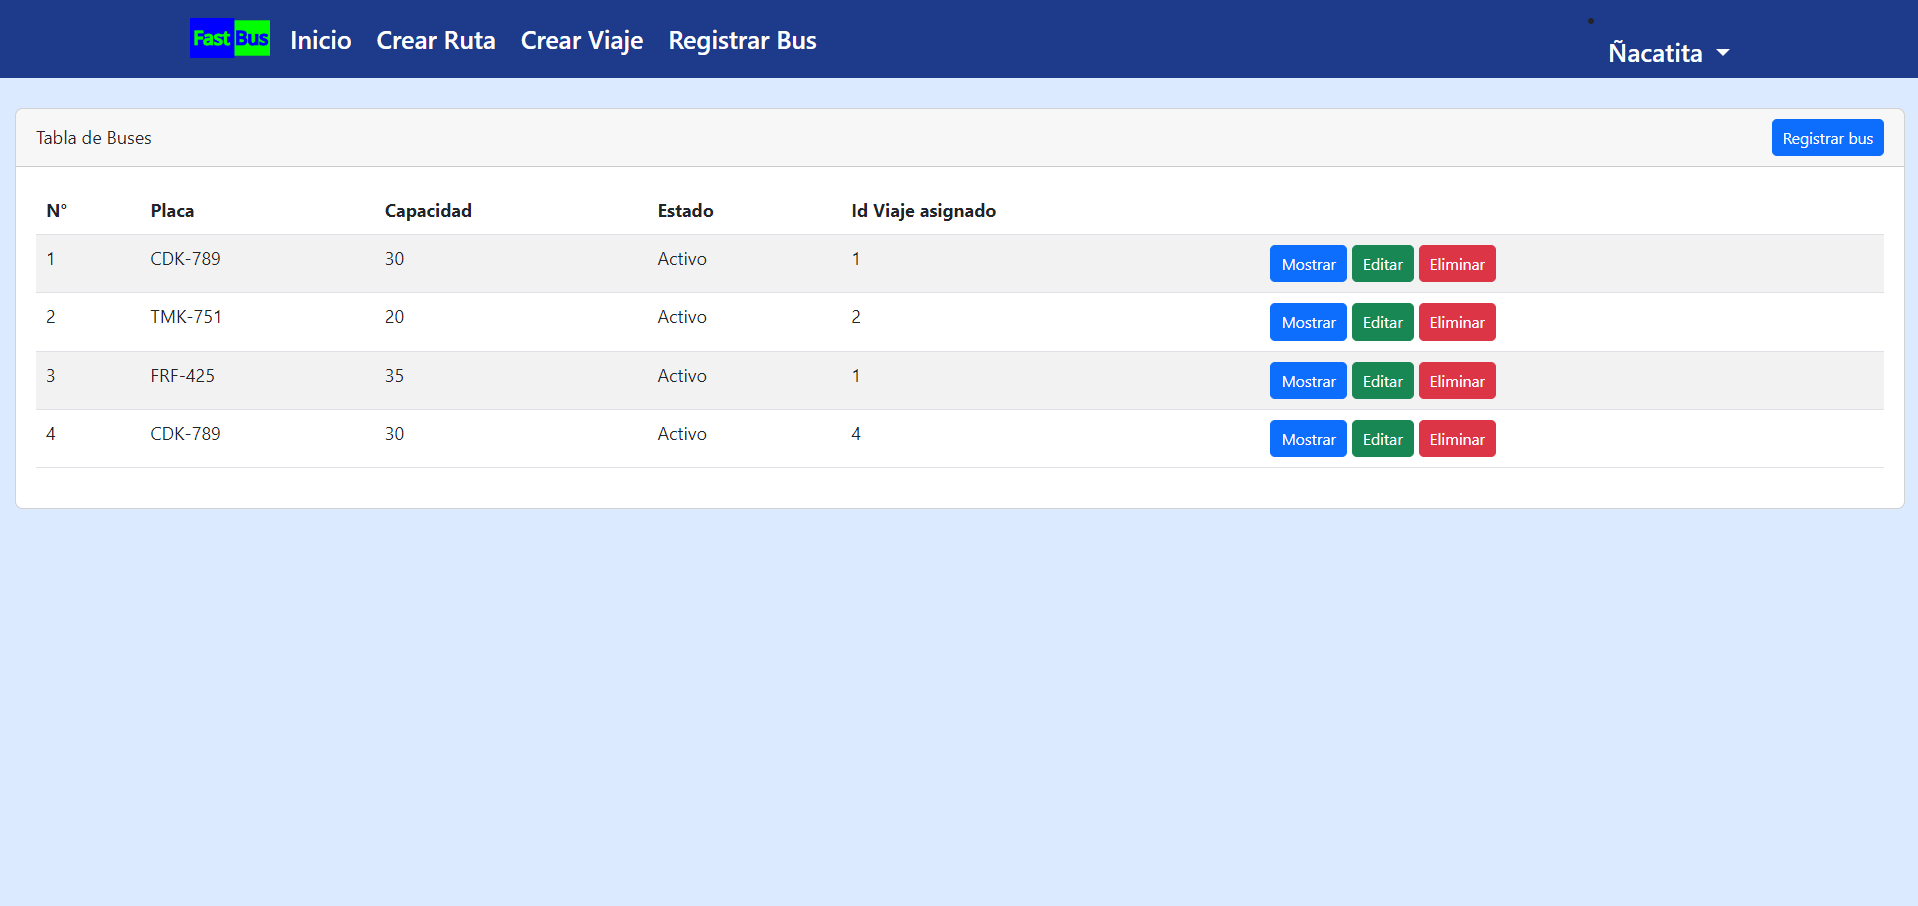 Fast Bus Inicio Crear Ruta Crear Viaje Registrar Bus Ñacatita
Tabla de Buses Registrar bus
N° Placa Capacidad Estado Id Viaje asignado
1 CDK-789 30 Activo 1 Mostrar Editar Eliminar
2 TMK-751 20 Activo 2 Mostrar Editar Eliminar
3 FRF-425 35 Activo 1 Mostrar Editar Eliminar
4 CDK-789 30 Activo 4 Mostrar Editar Eliminar